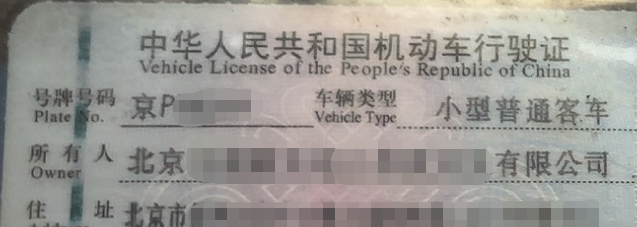 中华人民共和国机动车行驶证
Vehicle License of the People's Republic of China
号牌号码 京P 车辆类型 小型普通客车
Plate No. Vehicle Type
所有人 北京 有限公司
Owner
住址 北京市